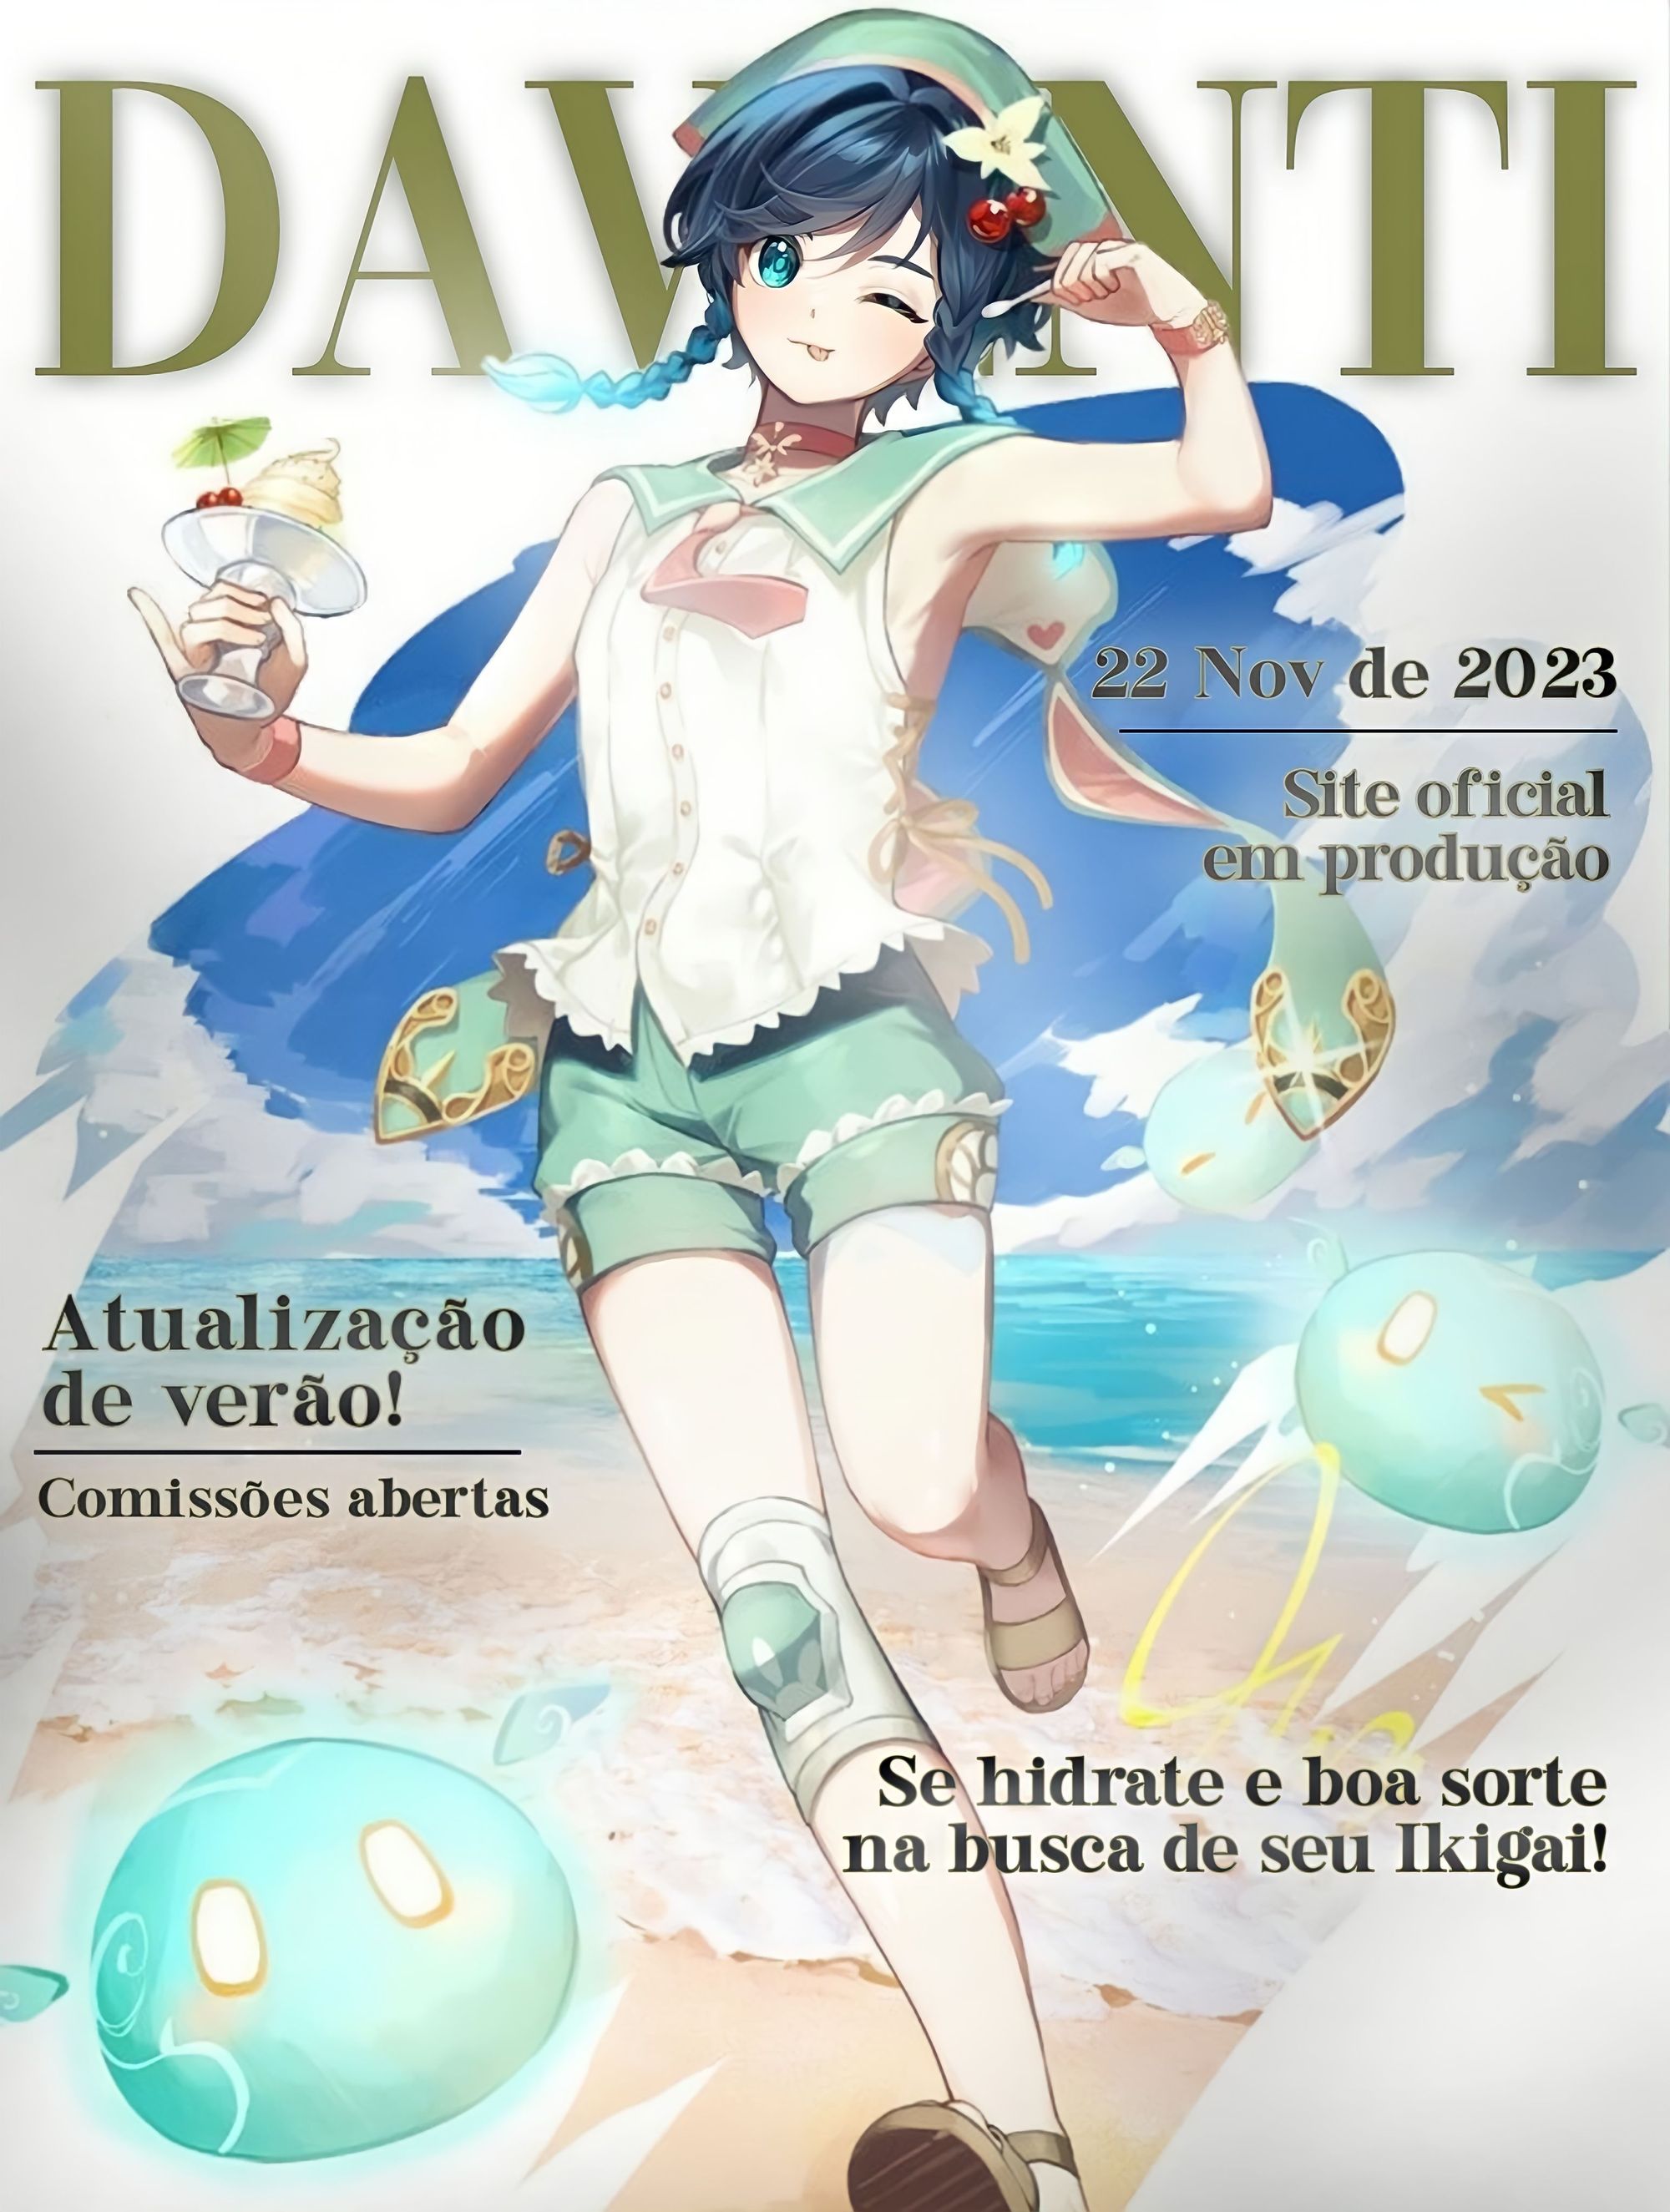 DAVINTI
22 Nov de 2023
Site oficial
em produção
Atualização
de verão!
Comissões abertas
Se hidrate e boa sorte
na busca de seu Ikigai!